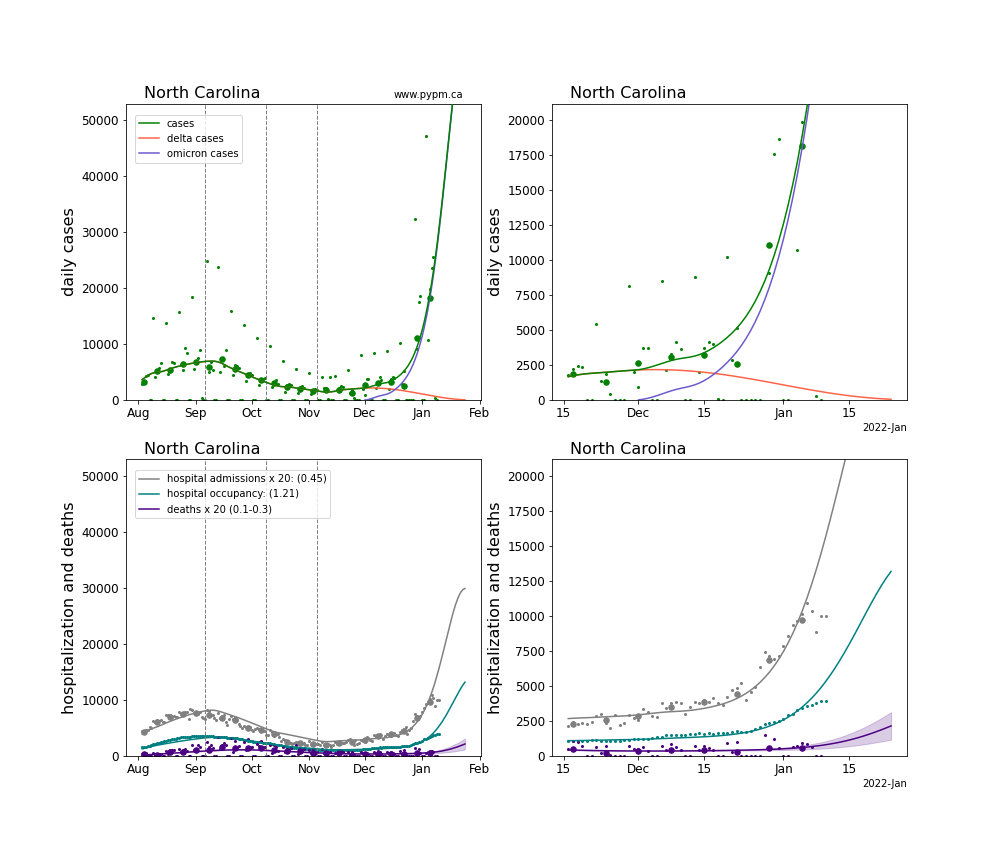 North Carolina
www.pypm.ca
daily cases
50000
40000
30000
20000
10000
0
cases
delta cases
omicron cases
Aug Sep Oct Nov Dec Jan Feb
North Carolina
daily cases
20000
17500
15000
12500
10000
7500
5000
2500
0
15 Dec 15 Jan 15
2022-Jan
North Carolina
hospitalization and deaths
50000
40000
30000
20000
10000
0
hospital admissions x 20: (0.45)
hospital occupancy: (1.21)
deaths x 20 (0.1-0.3)
Aug Sep Oct Nov Dec Jan Feb
North Carolina
hospitalization and deaths
20000
17500
15000
12500
10000
7500
5000
2500
0
15 Dec 15 Jan 15
2022-Jan